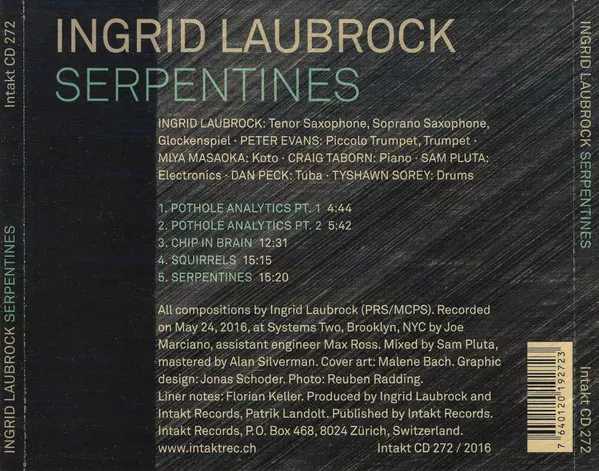 Intakt CD 272
INGRID LAUBROCK SERPENTINES
INGRID LAUBROCK
SERPENTINES
INGRID LAUBROCK: Tenor Saxophone, Soprano Saxophone,
Glockenspiel · PETER EVANS: Piccolo Trumpet, Trumpet ·
MIYA MASAOKA: Koto · CRAIG TABORN: Piano · SAM PLUTA:
Electronics · DAN PECK: Tuba · TYSHAWN SOREY: Drums
1. POTHOLE ANALYTICS PT. 1 4:44
2. POTHOLE ANALYTICS PT. 2 5:42
3. CHIP IN BRAIN 12:31
4. SQUIRRELS 15:15
5. SERPENTINES 15:20
All compositions by Ingrid Laubrock (PRS/MCPS). Recorded
on May 24, 2016, at Systems Two, Brooklyn, NYC by Joe
Marciano, assistant engineer Max Ross. Mixed by Sam Pluta,
mastered by Alan Silverman. Cover art: Malene Bach. Graphic
design: Jonas Schoder. Photo: Reuben Radding.
Liner notes: Florian Keller. Produced by Ingrid Laubrock and
Intakt Records, Patrik Landolt. Published by Intakt Records.
Intakt Records, P.O. Box 468, 8024 Zürich, Switzerland.
www.intaktrec.ch Intakt CD 272 / 2016
7 640120 192723
INGRID LAUBROCK SERPENTINES
Intakt CD 272